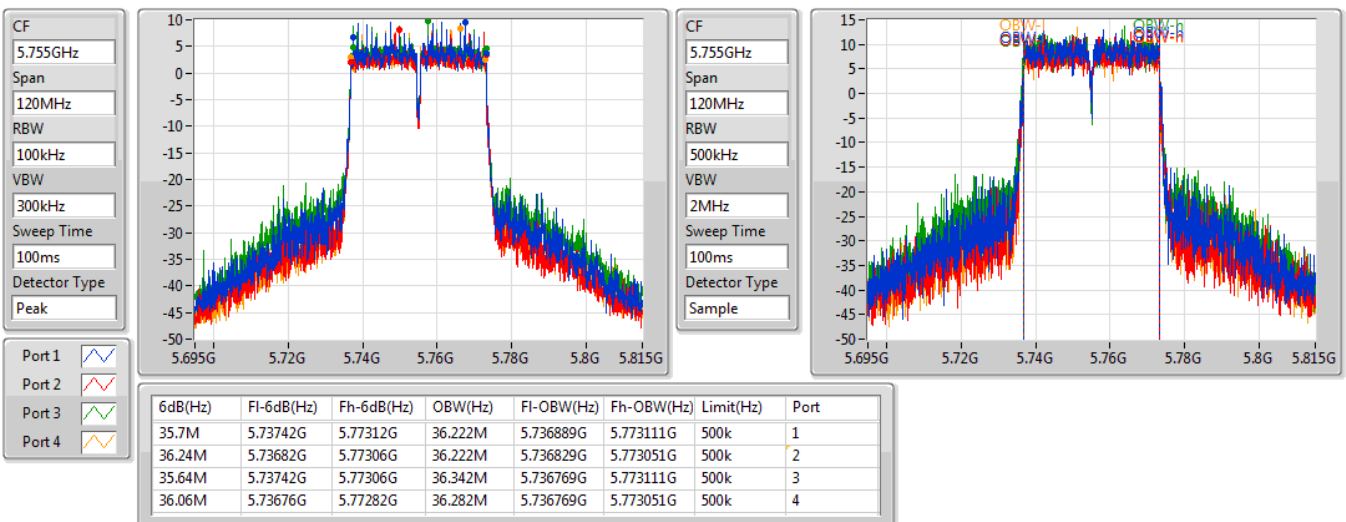 CF
5.755GHz
Span
120MHz
RBW
100kHz
VBW
300kHz
Sweep Time
100ms
Detector Type
Peak
10
5
0
-5
-10
-15
-20
-25
-30
-35
-40
-45
-50
5.695G 5.72G 5.74G 5.76G 5.78G 5.8G 5.815G
CF
5.755GHz
Span
120MHz
RBW
500kHz
VBW
2MHz
Sweep Time
100ms
Detector Type
Sample
15
10
5
0
-5
-10
-15
-20
-25
-30
-35
-40
-45
-50
OBW-l OBW-h
5.695G 5.72G 5.74G 5.76G 5.78G 5.8G 5.815G
Port 1
Port 2
Port 3
Port 4
6dB(Hz) Fl-6dB(Hz) Fh-6dB(Hz) OBW(Hz) Fl-OBW(Hz) Fh-OBW(Hz) Limit(Hz) Port
35.7M 5.73742G 5.77312G 36.222M 5.736889G 5.773111G 500k 1
36.24M 5.73682G 5.77306G 36.222M 5.736829G 5.773051G 500k 2
35.64M 5.73742G 5.77306G 36.342M 5.736769G 5.773111G 500k 3
36.06M 5.73676G 5.77282G 36.282M 5.736769G 5.773051G 500k 4